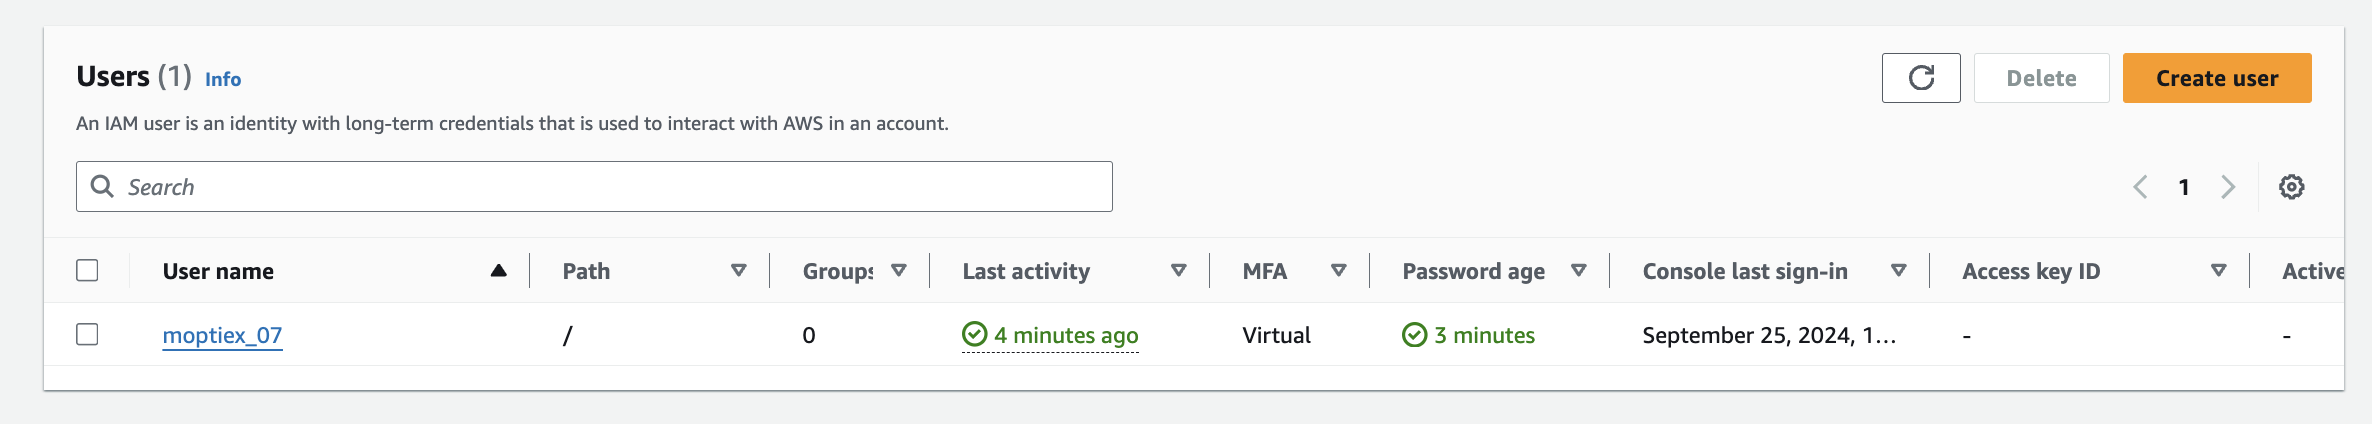 Users (1) Info
Delete
Create user
An IAM user is an identity with long-term credentials that is used to interact with AWS in an account.
Search
1
User name Path Groups Last activity MFA Password age Console last sign-in Access key ID Active
moptiex_07 / 0 4 minutes ago Virtual 3 minutes September 25, 2024, 1... - -